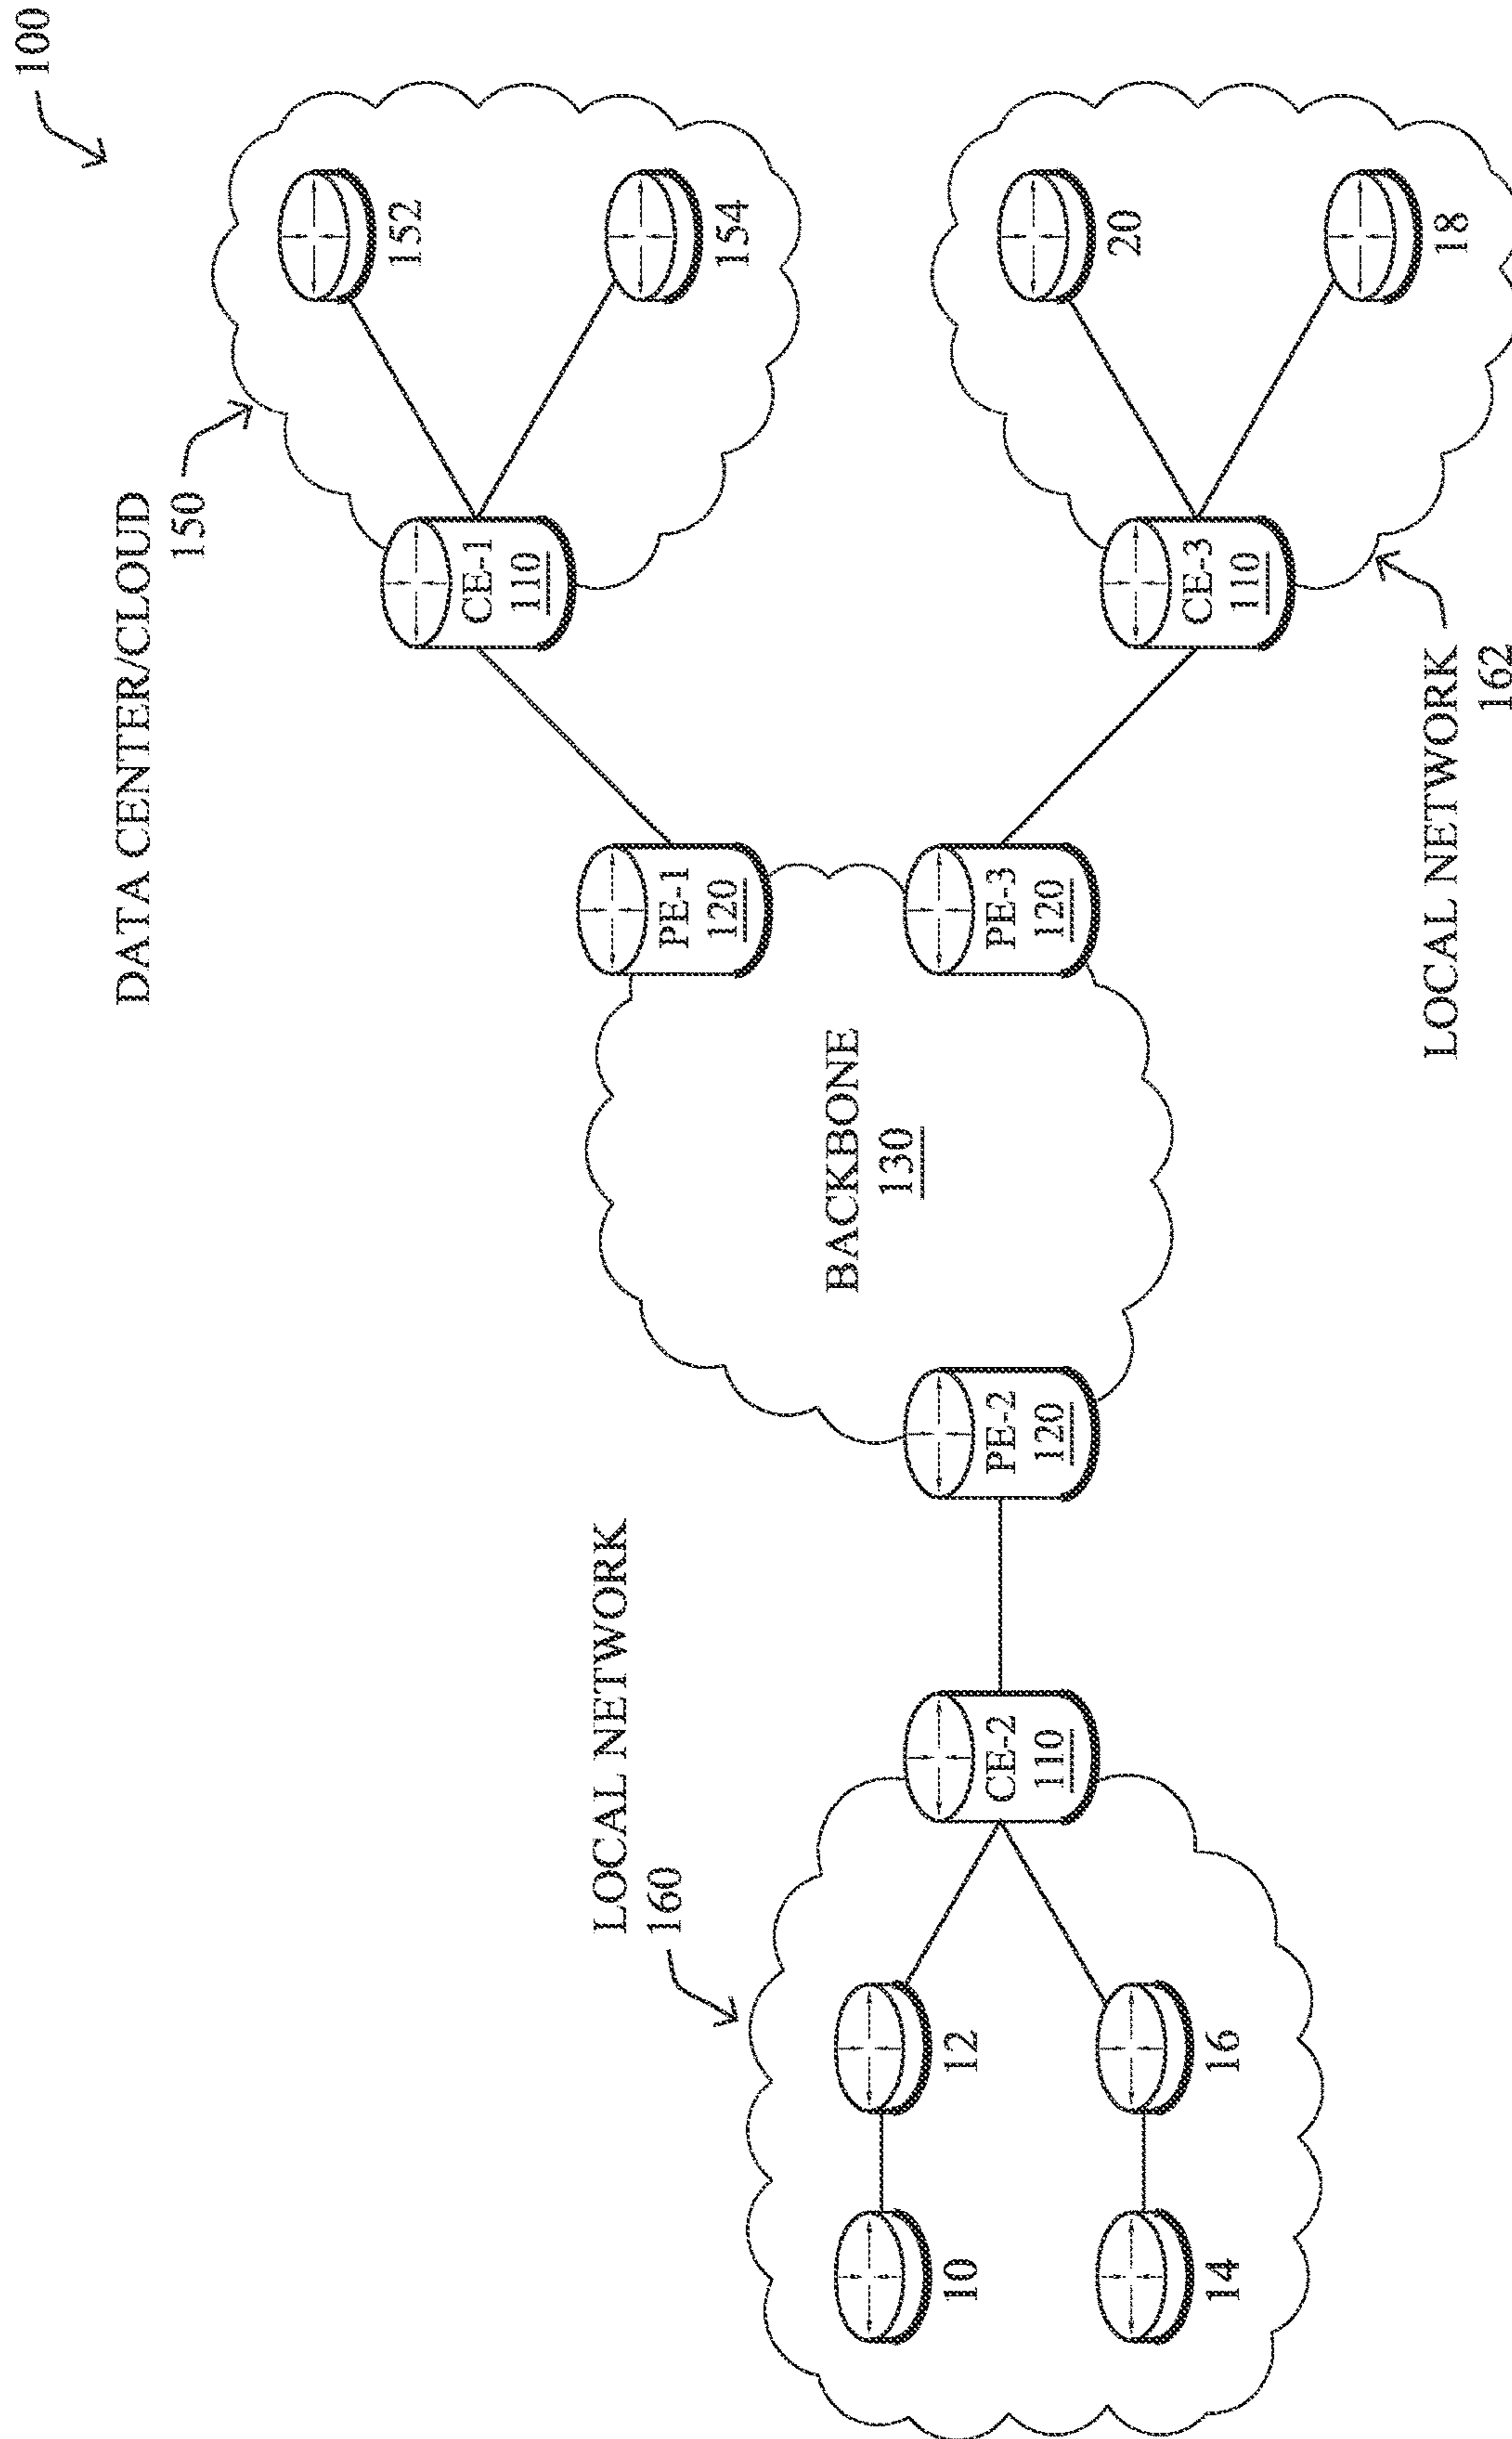 100
DATA CENTER/CLOUD
150
152
CE-1
110
154
LOCAL NETWORK
160
PE-1
120
BACKBONE
130
10
12
CE-2
110
PE-2
120
PE-3
120
14
16
20
CE-3
110
18
LOCAL NETWORK
162